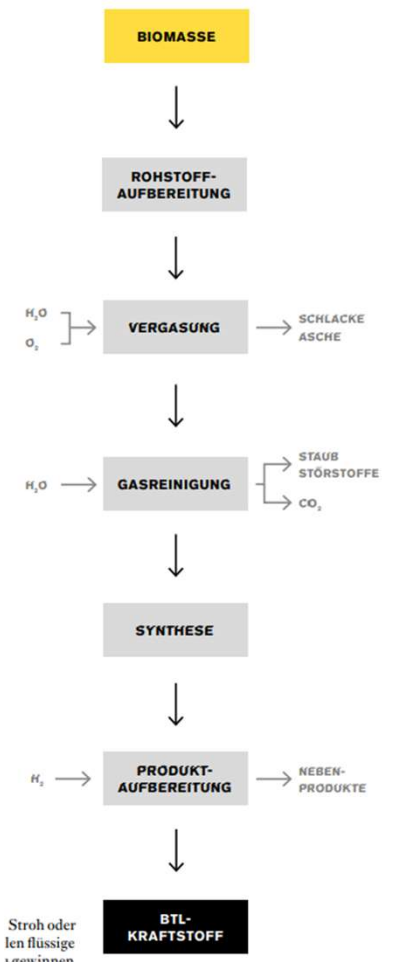 BIOMASSE
ROHSTOFF-
AUFBEREITUNG
H₂O
O₂
VERGASUNG
SCHLACKE
ASCHE
H₂O
GASREINIGUNG
STAUB
STÖRSTOFFE
CO₂
SYNTHESE
H₂
PRODUKT-
AUFBEREITUNG
NEBEN-
PRODUKTE
BTL-
KRAFTSTOFF
Stroh oder
len flüssige
gewinnen